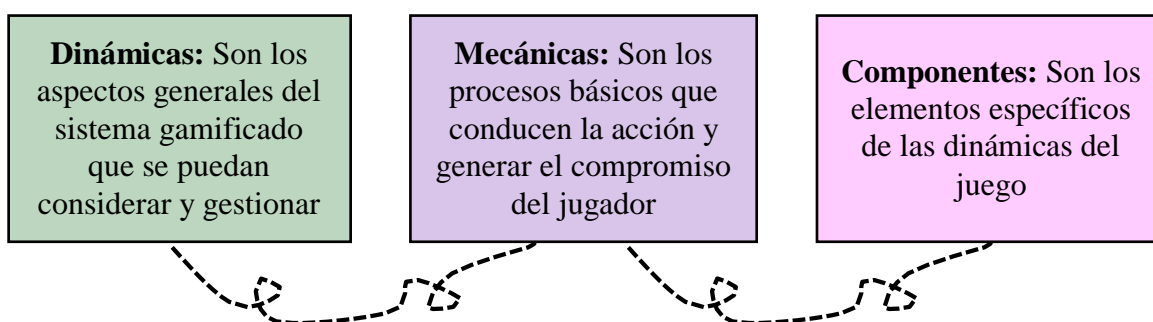 Dinámicas: Son los
aspectos generales del
sistema gamificado
que se puedan
considerar y gestionar
Mecánicas: Son los
procesos básicos que
conducen la acción y
generar el compromiso
del jugador
Componentes: Son los
elementos específicos
de las dinámicas del
juego